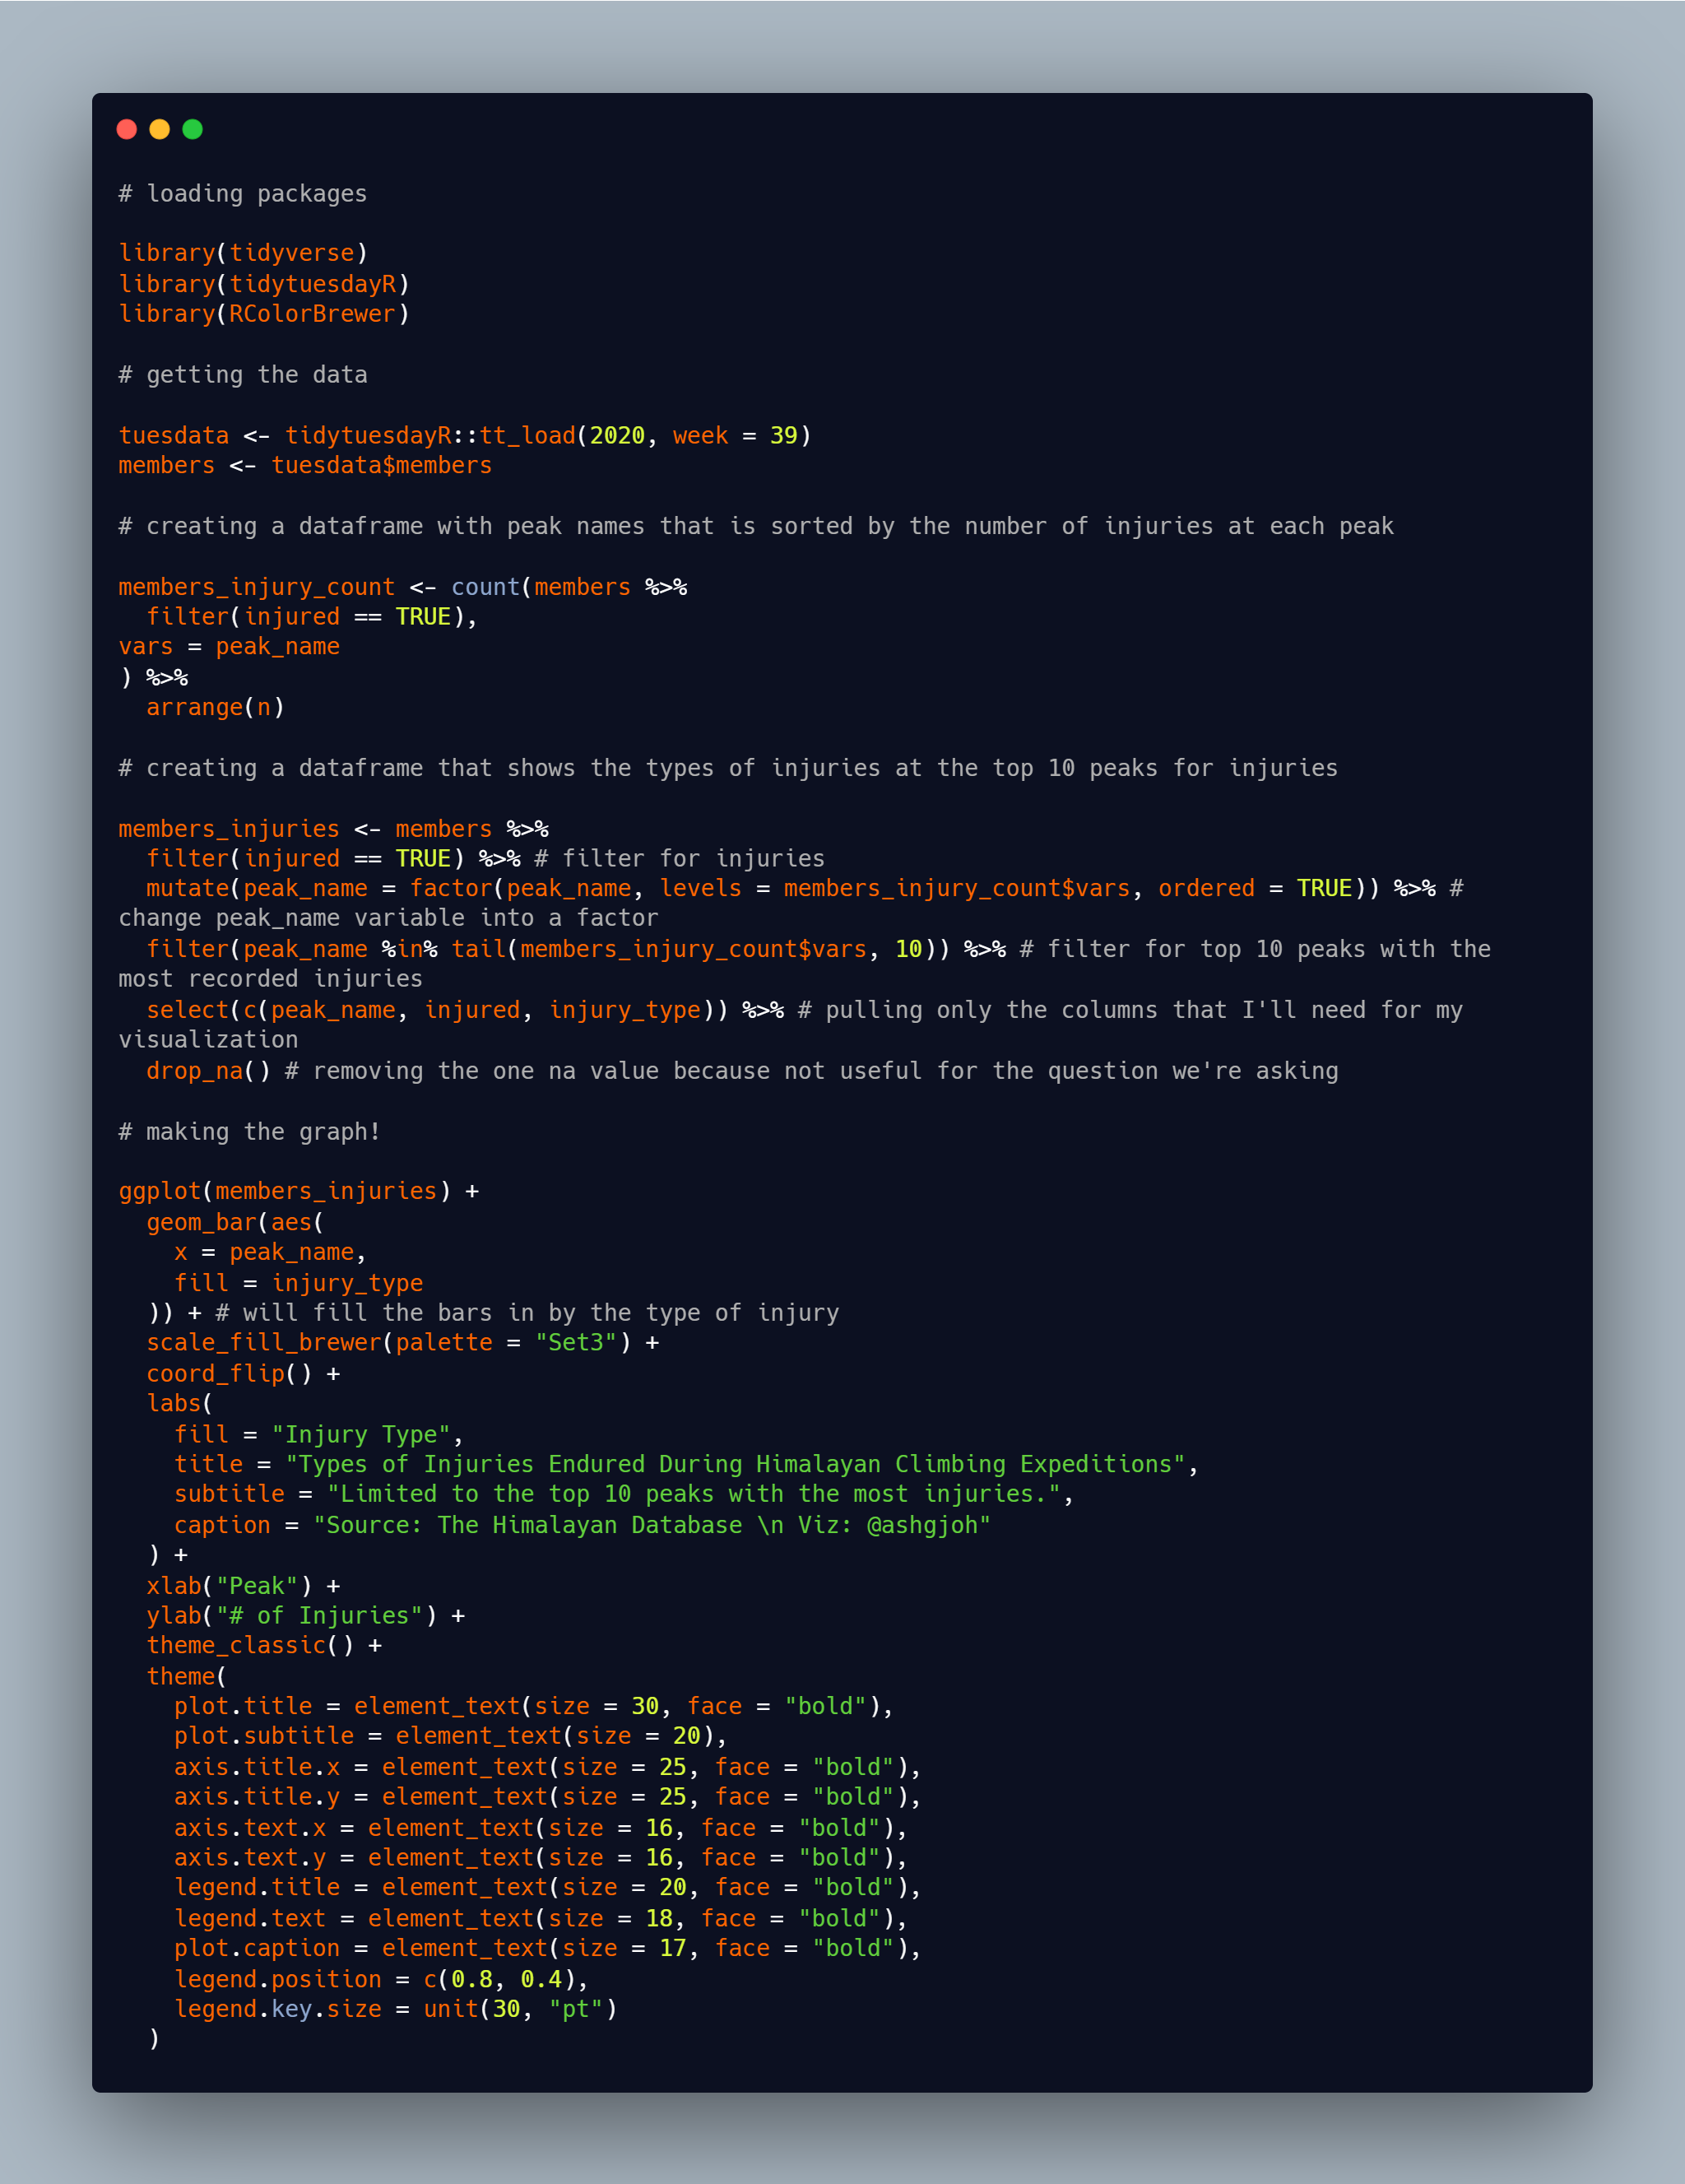 # loading packages

library(tidyverse)
library(tidytuesdayR)
library(RColorBrewer)

# getting the data

tuesdata <- tidytuesdayR::tt_load(2020, week = 39)
members <- tuesdata$members

# creating a dataframe with peak names that is sorted by the number of injuries at each peak

members_injury_count <- count(members %>%
  filter(injured == TRUE),
vars = peak_name
) %>%
  arrange(n)

# creating a dataframe that shows the types of injuries at the top 10 peaks for injuries

members_injuries <- members %>%
  filter(injured == TRUE) %>% # filter for injuries
  mutate(peak_name = factor(peak_name, levels = members_injury_count$vars, ordered = TRUE)) %>% #
change peak_name variable into a factor
  filter(peak_name %in% tail(members_injury_count$vars, 10)) %>% # filter for top 10 peaks with the
most recorded injuries
  select(c(peak_name, injured, injury_type)) %>% # pulling only the columns that I'll need for my
visualization
  drop_na() # removing the one na value because not useful for the question we're asking

# making the graph!

ggplot(members_injuries) +
  geom_bar(aes(
    x = peak_name,
    fill = injury_type
  )) + # will fill the bars in by the type of injury
  scale_fill_brewer(palette = "Set3") +
  coord_flip() +
  labs(
    fill = "Injury Type",
    title = "Types of Injuries Endured During Himalayan Climbing Expeditions",
    subtitle = "Limited to the top 10 peaks with the most injuries.",
    caption = "Source: The Himalayan Database \n Viz: @ashgjoh"
  ) +
  xlab("Peak") +
  ylab("# of Injuries") +
  theme_classic() +
  theme(
    plot.title = element_text(size = 30, face = "bold"),
    plot.subtitle = element_text(size = 20),
    axis.title.x = element_text(size = 25, face = "bold"),
    axis.title.y = element_text(size = 25, face = "bold"),
    axis.text.x = element_text(size = 16, face = "bold"),
    axis.text.y = element_text(size = 16, face = "bold"),
    legend.title = element_text(size = 20, face = "bold"),
    legend.text = element_text(size = 18, face = "bold"),
    plot.caption = element_text(size = 17, face = "bold"),
    legend.position = c(0.8, 0.4),
    legend.key.size = unit(30, "pt")
  )